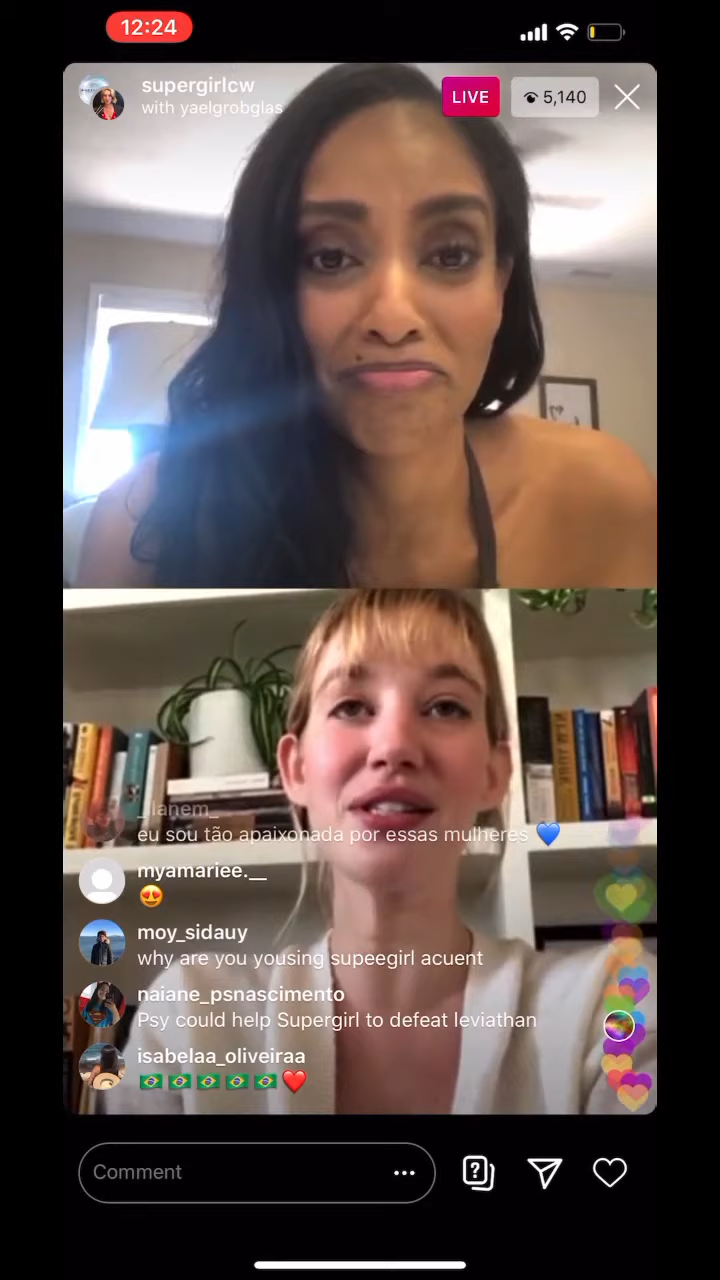 12:24
supergirlcw
with yaelgrobglas
LIVE
5,140
_lanem_
eu sou tão apaixonada por essas mulheres 💙
myamariee.__
😍
moy_sidauy
why are you yousing supeegirl acuent
naiane_psnascimento
Psy could help Supergirl to defeat leviathan
isabelaa_oliveiraa
🇧🇷🇧🇷🇧🇷🇧🇷🇧🇷❤️
Comment